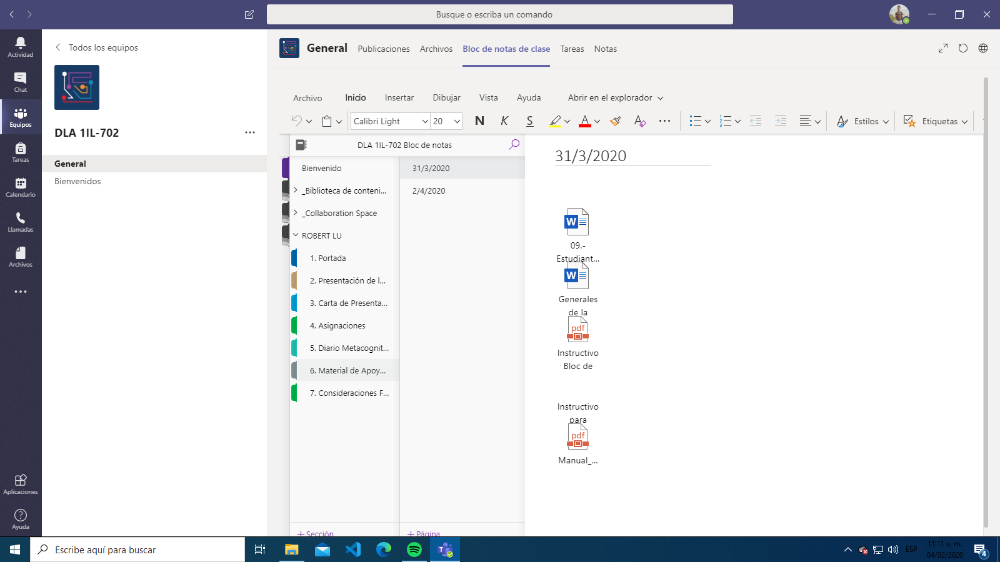 Busque o escriba un comando
Actividad
Chat
Equipos
Tareas
Calendario
Llamadas
Archivos
Aplicaciones
Ayuda
Todos los equipos
DLA 1IL-702
General
Bienvenidos
General Publicaciones Archivos Bloc de notas de clase Tareas Notas
Archivo Inicio Insertar Dibujar Vista Ayuda Abrir en el explorador
Calibri Light 20 N K S A A Estilos Etiquetas
DLA 1IL-702 Bloc de notas
Bienvenido
_Biblioteca de conteni...
_Collaboration Space
ROBERT LU
1. Portada
2. Presentación de l...
3. Carta de Presenta...
4. Asignaciones
5. Diario Metacognit...
6. Material de Apoy...
7. Consideraciones F...
Sección
31/3/2020
2/4/2020
Página
31/3/2020
W
09.-
Estudiant...
W
Generales
de la
pdf
Instructivo
Bloc de
Instructivo
para
pdf
Manual_...
Escribe aquí para buscar
ESP
11:11 a. m.
04/02/2020
4